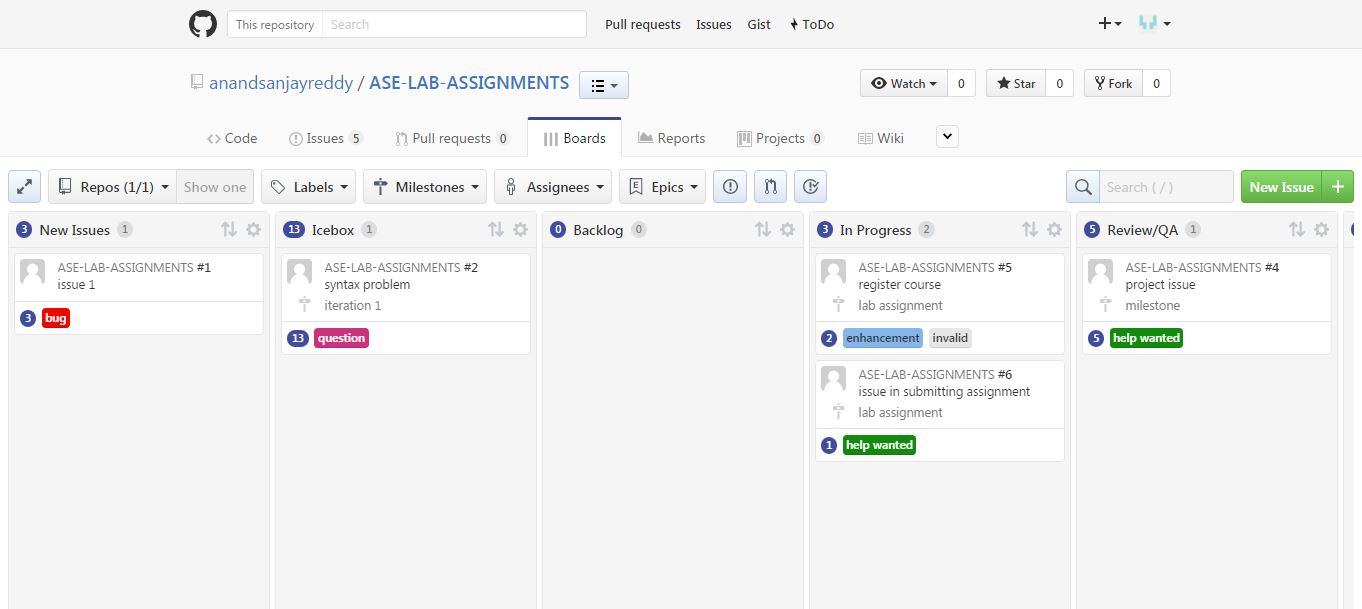 This repository Search Pull requests Issues Gist ToDo
anandsanjayreddy / ASE-LAB-ASSIGNMENTS Watch 0 Star 0 Fork 0
Code Issues 5 Pull requests 0 Boards Reports Projects 0 Wiki
Repos (1/1) Show one Labels Milestones Assignees Epics Search ( / ) New Issue +
3 New Issues 1
ASE-LAB-ASSIGNMENTS #1
issue 1
3 bug
13 Icebox 1
ASE-LAB-ASSIGNMENTS #2
syntax problem
iteration 1
13 question
0 Backlog 0
3 In Progress 2
ASE-LAB-ASSIGNMENTS #5
register course
lab assignment
2 enhancement invalid
ASE-LAB-ASSIGNMENTS #6
issue in submitting assignment
lab assignment
1 help wanted
5 Review/QA 1
ASE-LAB-ASSIGNMENTS #4
project issue
milestone
5 help wanted